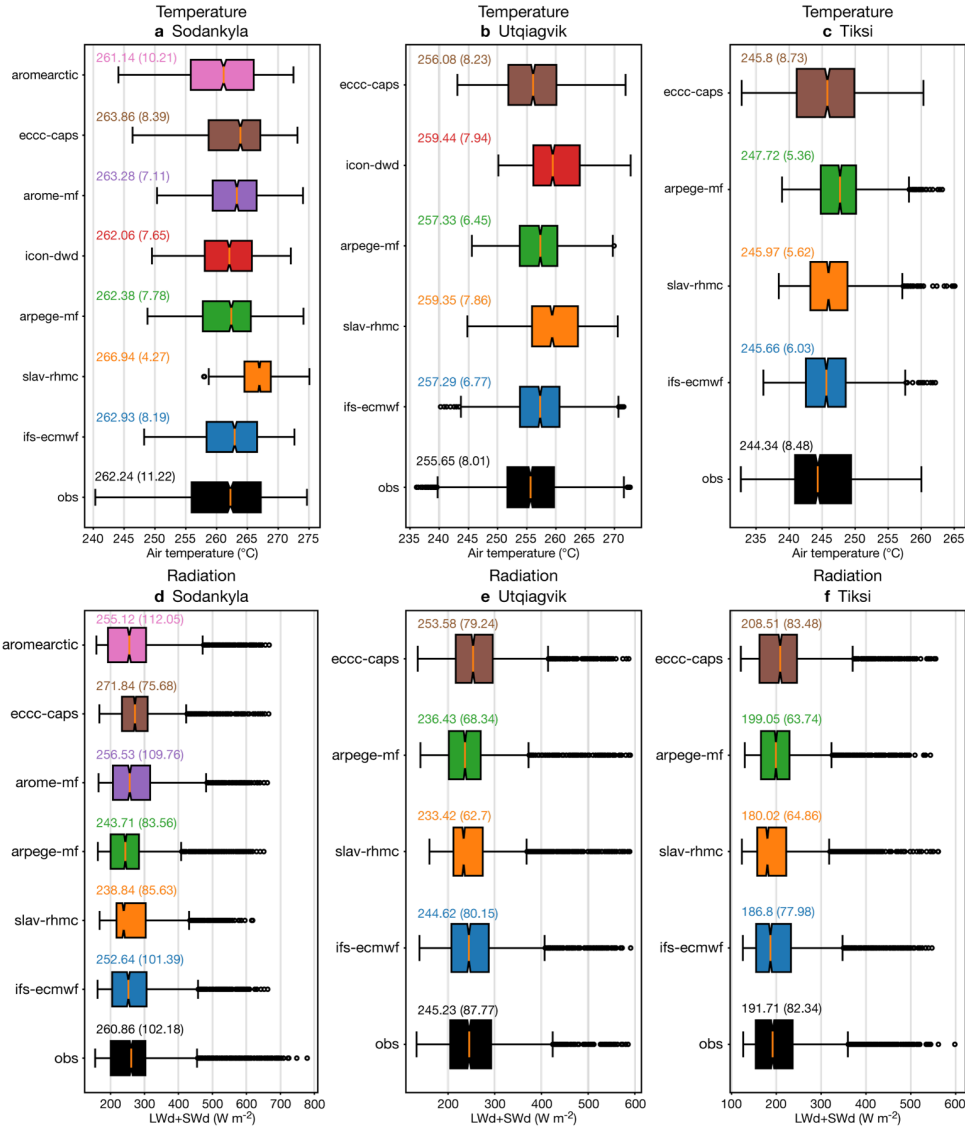 Temperature
a Sodankyla
261.14 (10.21)
aromearctic
263.86 (8.39)
eccc-caps
263.28 (7.11)
arome-mf
262.06 (7.65)
icon-dwd
262.38 (7.78)
arpege-mf
266.94 (4.27)
slav-rhmc
262.93 (8.19)
ifs-ecmwf
262.24 (11.22)
obs
240 245 250 255 260 265 270 275
Air temperature (°C)
Temperature
b Utqiagvik
256.08 (8.23)
eccc-caps
259.44 (7.94)
icon-dwd
257.33 (6.45)
arpege-mf
259.35 (7.86)
slav-rhmc
257.29 (6.77)
ifs-ecmwf
255.65 (8.01)
obs
235 240 245 250 255 260 265 270
Air temperature (°C)
Temperature
c Tiksi
245.8 (8.73)
eccc-caps
247.72 (5.36)
arpege-mf
245.97 (5.62)
slav-rhmc
245.66 (6.03)
ifs-ecmwf
244.34 (8.48)
obs
235 240 245 250 255 260 265
Air temperature (°C)
Radiation
d Sodankyla
255.12 (112.05)
aromearctic
271.84 (75.68)
eccc-caps
256.53 (109.76)
arome-mf
243.71 (83.56)
arpege-mf
238.84 (85.63)
slav-rhmc
252.64 (101.39)
ifs-ecmwf
260.86 (102.18)
obs
200 300 400 500 600 700 800
LWd+SWd (W m-2)
Radiation
e Utqiagvik
253.58 (79.24)
eccc-caps
236.43 (68.34)
arpege-mf
233.42 (62.7)
slav-rhmc
244.62 (80.15)
ifs-ecmwf
245.23 (87.77)
obs
200 300 400 500 600
LWd+SWd (W m-2)
Radiation
f Tiksi
208.51 (83.48)
eccc-caps
199.05 (63.74)
arpege-mf
180.02 (64.86)
slav-rhmc
186.8 (77.98)
ifs-ecmwf
191.71 (82.34)
obs
100 200 300 400 500 600
LWd+SWd (W m-2)